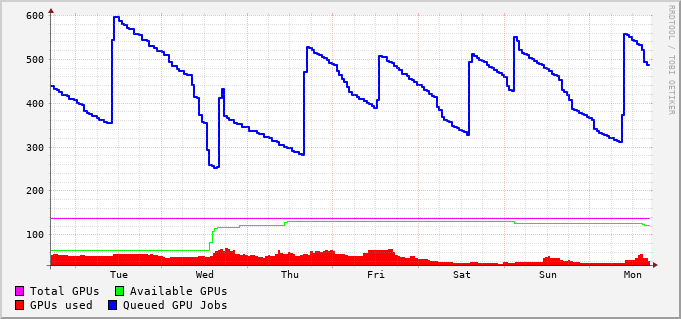 600
500
400
300
200
100
Tue Wed Thu Fri Sat Sun Mon
Total GPUs Available GPUs
GPUs used Queued GPU Jobs
RRDTOOL / TOBI OETIKER